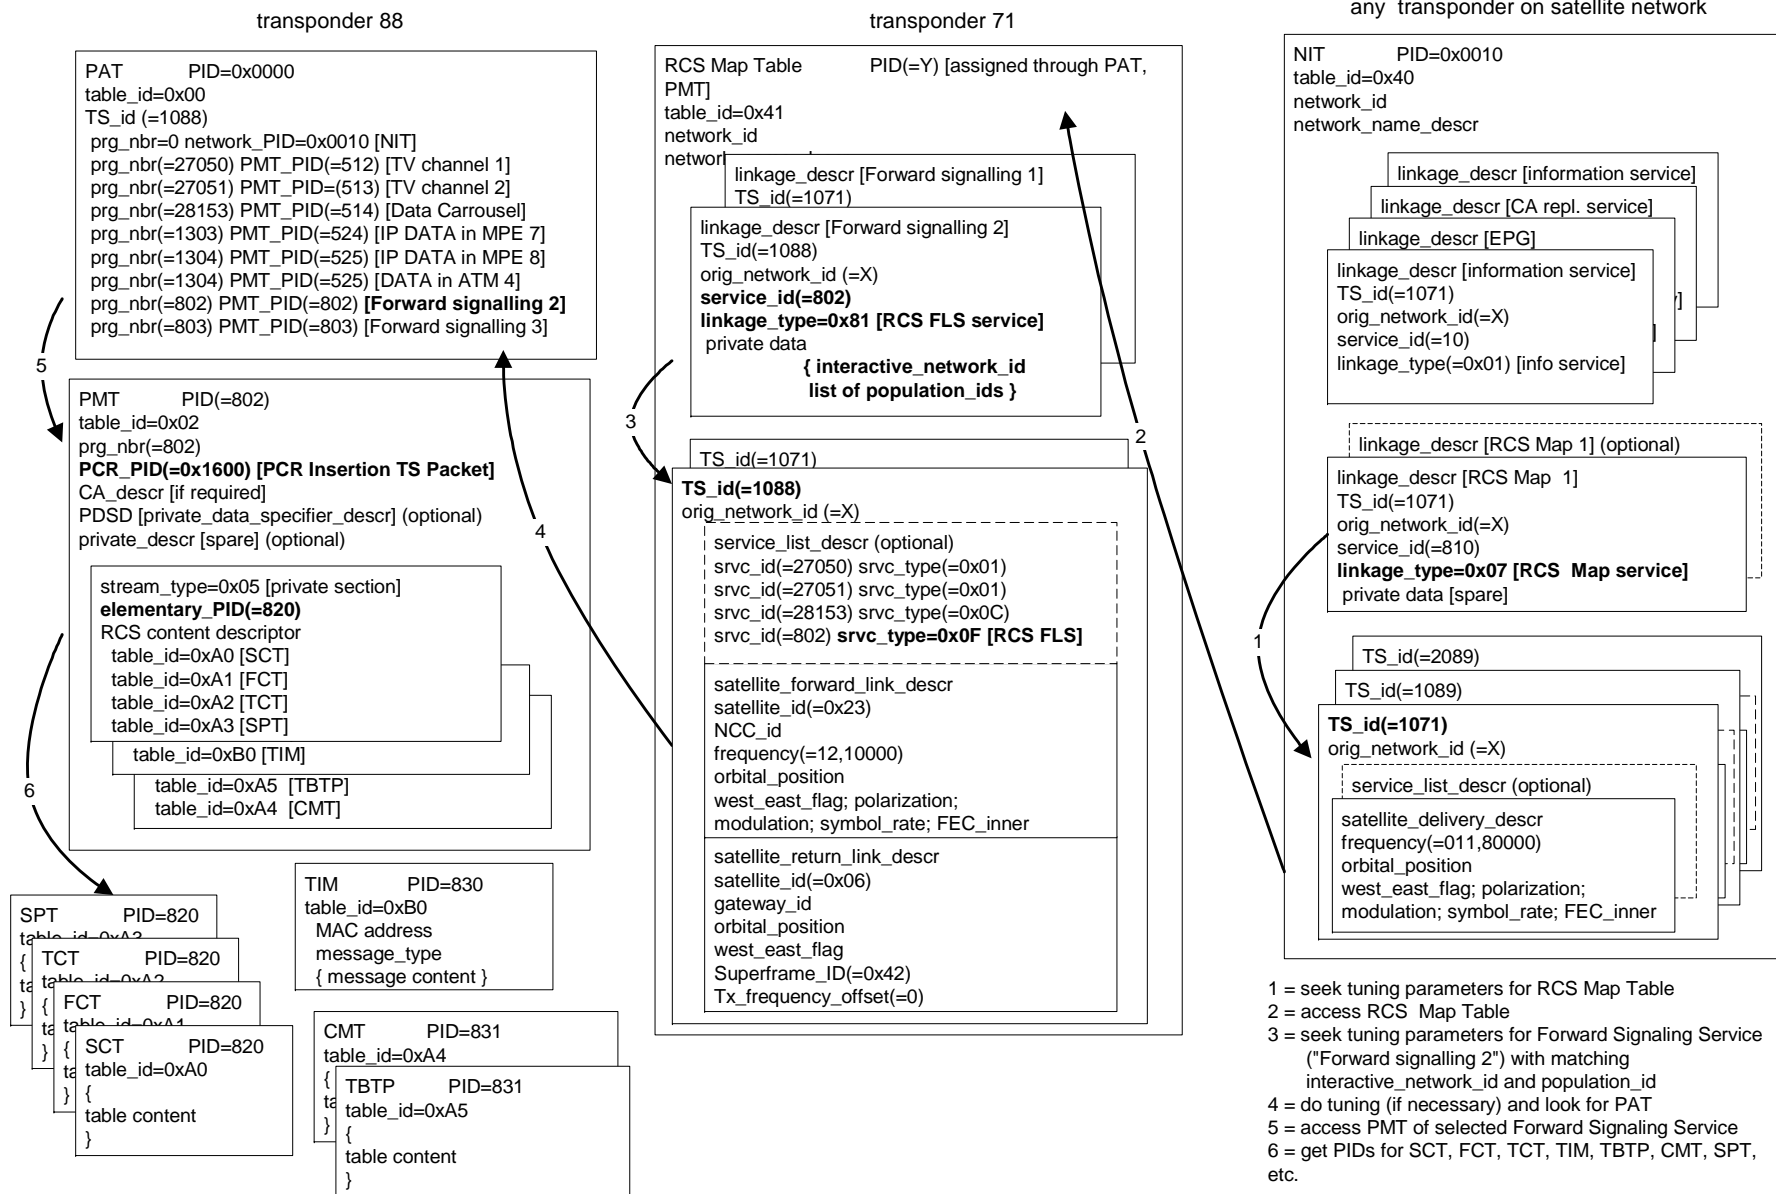 transponder 88
PAT PID=0x0000
table_id=0x00
TS_id (=1088)
prg_nbr=0 network_PID=0x0010 [NIT]
prg_nbr(=27050) PMT_PID(=512) [TV channel 1]
prg_nbr(=27051) PMT_PID=(513) [TV channel 2]
prg_nbr(=28153) PMT_PID(=514) [Data Carrousel]
prg_nbr(=1303) PMT_PID(=524) [IP DATA in MPE 7]
prg_nbr(=1304) PMT_PID(=525) [IP DATA in MPE 8]
prg_nbr(=1304) PMT_PID(=525) [DATA in ATM 4]
prg_nbr(=802) PMT_PID(=802) [Forward signalling 2]
prg_nbr(=803) PMT_PID(=803) [Forward signalling 3]
5
PMT PID(=802)
table_id=0x02
prg_nbr(=802)
PCR_PID(=0x1600) [PCR Insertion TS Packet]
CA_descr [if required]
PDSD [private_data_specifier_descr] (optional)
private_descr [spare] (optional)
stream_type=0x05 [private section]
elementary_PID(=820)
RCS content descriptor
table_id=0xA0 [SCT]
table_id=0xA1 [FCT]
table_id=0xA2 [TCT]
table_id=0xA3 [SPT]
table_id=0xB0 [TIM]
table_id=0xA5 [TBTP]
table_id=0xA4 [CMT]
6
SPT PID=820
table_id=0xA3
{
ta
}
TCT PID=820
table_id=0xA2
{
ta
}
FCT PID=820
table_id=0xA1
{
ta
}
SCT PID=820
table_id=0xA0
{
table content
}
TIM PID=830
table_id=0xB0
MAC address
message_type
{ message content }
CMT PID=831
table_id=0xA4
{
ta
}
TBTP PID=831
table_id=0xA5
{
table content
}
transponder 71
RCS Map Table PID(=Y) [assigned through PAT,
PMT]
table_id=0x41
network_id
networ
linkage_descr [Forward signalling 1]
TS_id(=1071)
linkage_descr [Forward signalling 2]
TS_id(=1088)
orig_network_id (=X)
service_id(=802)
linkage_type=0x81 [RCS FLS service]
private data
{ interactive_network_id
list of population_ids }
3
4
2
TS_id(=1071)
TS_id(=1088)
orig_network_id (=X)
service_list_descr (optional)
srvc_id(=27050) srvc_type(=0x01)
srvc_id(=27051) srvc_type(=0x01)
srvc_id(=28153) srvc_type(=0x0C)
srvc_id(=802) srvc_type=0x0F [RCS FLS]
satellite_forward_link_descr
satellite_id(=0x23)
NCC_id
frequency(=12,10000)
orbital_position
west_east_flag; polarization;
modulation; symbol_rate; FEC_inner
satellite_return_link_descr
satellite_id(=0x06)
gateway_id
orbital_position
west_east_flag
Superframe_ID(=0x42)
Tx_frequency_offset(=0)
any transponder on satellite network
NIT PID=0x0010
table_id=0x40
network_id
network_name_descr
linkage_descr [information service]
linkage_descr [CA repl. service]
linkage_descr [EPG]
linkage_descr [information service]
TS_id(=1071)
orig_network_id(=X)
service_id(=10)
linkage_type(=0x01) [info service]
]
]
linkage_descr [RCS Map 1] (optional)
linkage_descr [RCS Map 1]
TS_id(=1071)
orig_network_id(=X)
service_id(=810)
linkage_type=0x07 [RCS Map service]
private data [spare]
1
TS_id(=2089)
TS_id(=1089)
TS_id(=1071)
orig_network_id (=X)
service_list_descr (optional)
satellite_delivery_descr
frequency(=011,80000)
orbital_position
west_east_flag; polarization;
modulation; symbol_rate; FEC_inner
1 = seek tuning parameters for RCS Map Table
2 = access RCS Map Table
3 = seek tuning parameters for Forward Signaling Service
("Forward signalling 2") with matching
interactive_network_id and population_id
4 = do tuning (if necessary) and look for PAT
5 = access PMT of selected Forward Signaling Service
6 = get PIDs for SCT, FCT, TCT, TIM, TBTP, CMT, SPT,
etc.